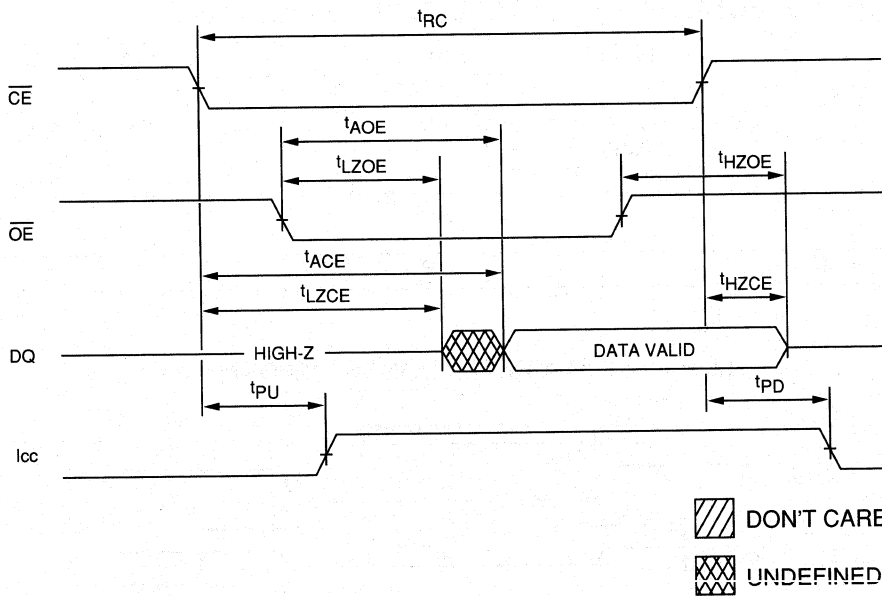 tRC
CE
tAOE
tLZOE
tHZOE
OE
tACE
tLZCE
tHZCE
DQ
HIGH-Z
DATA VALID
tPU
tPD
Icc
DON'T CARE
UNDEFINED